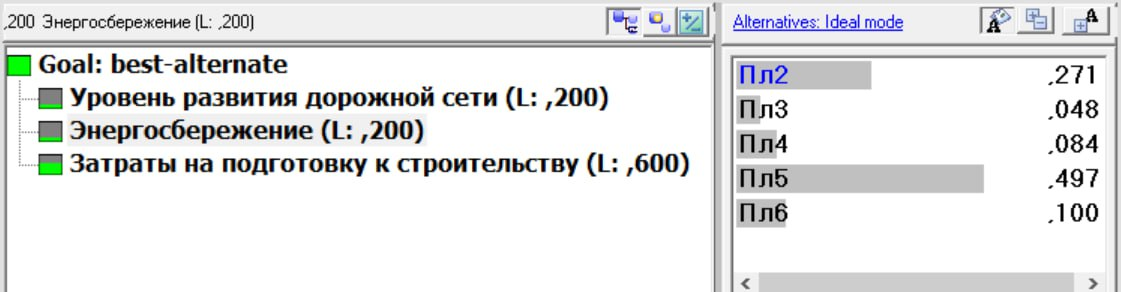 ,200 Энергосбережение (L: ,200)
Goal: best-alternate
Уровень развития дорожной сети (L: ,200)
Энергосбережение (L: ,200)
Затраты на подготовку к строительству (L: ,600)
Alternatives: Ideal mode
Пл2 ,271
Пл3 ,048
Пл4 ,084
Пл5 ,497
Пл6 ,100